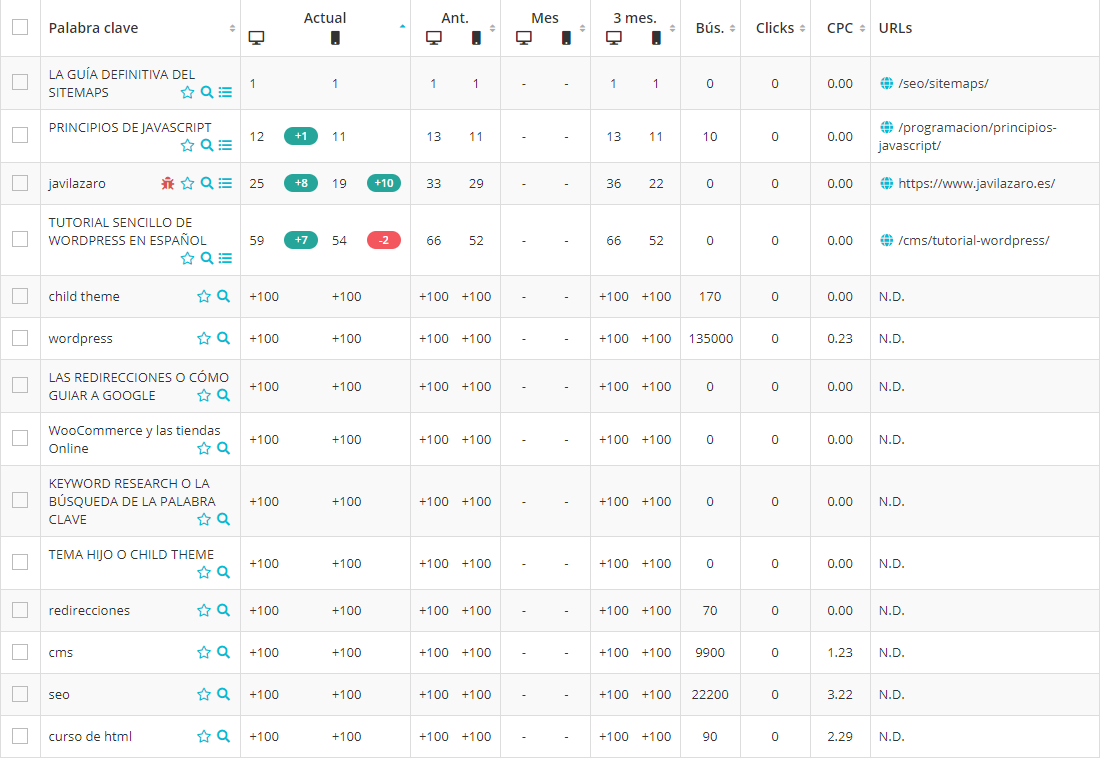 Palabra clave Actual Ant. Mes 3 mes. Bús. Clicks CPC URLs
LA GUÍA DEFINITIVA DEL
SITEMAPS 1 1 1 1 - - 1 1 0 0 0.00 /seo/sitemaps/
PRINCIPIOS DE JAVASCRIPT 12 +1 11 13 11 - - 13 11 10 0 0.00 /programacion/principios-
javascript/
javilazaro 25 +8 19 +10 33 29 - - 36 22 0 0 0.00 https://www.javilazaro.es/
TUTORIAL SENCILLO DE
WORDPRESS EN ESPAÑOL 59 +7 54 -2 66 52 - - 66 52 0 0 0.00 /cms/tutorial-wordpress/
child theme +100 +100 +100 +100 - - +100 +100 170 0 0.00 N.D.
wordpress +100 +100 +100 +100 - - +100 +100 135000 0 0.23 N.D.
LAS REDIRECCIONES O CÓMO
GUIAR A GOOGLE +100 +100 +100 +100 - - +100 +100 0 0 0.00 N.D.
WooCommerce y las tiendas
Online +100 +100 +100 +100 - - +100 +100 0 0 0.00 N.D.
KEYWORD RESEARCH O LA
BÚSQUEDA DE LA PALABRA +100 +100 +100 +100 - - +100 +100 0 0 0.00 N.D.
CLAVE
TEMA HIJO O CHILD THEME +100 +100 +100 +100 - - +100 +100 0 0 0.00 N.D.
redirecciones +100 +100 +100 +100 - - +100 +100 70 0 0.00 N.D.
cms +100 +100 +100 +100 - - +100 +100 9900 0 1.23 N.D.
seo +100 +100 +100 +100 - - +100 +100 22200 0 3.22 N.D.
curso de html +100 +100 +100 +100 - - +100 +100 90 0 2.29 N.D.